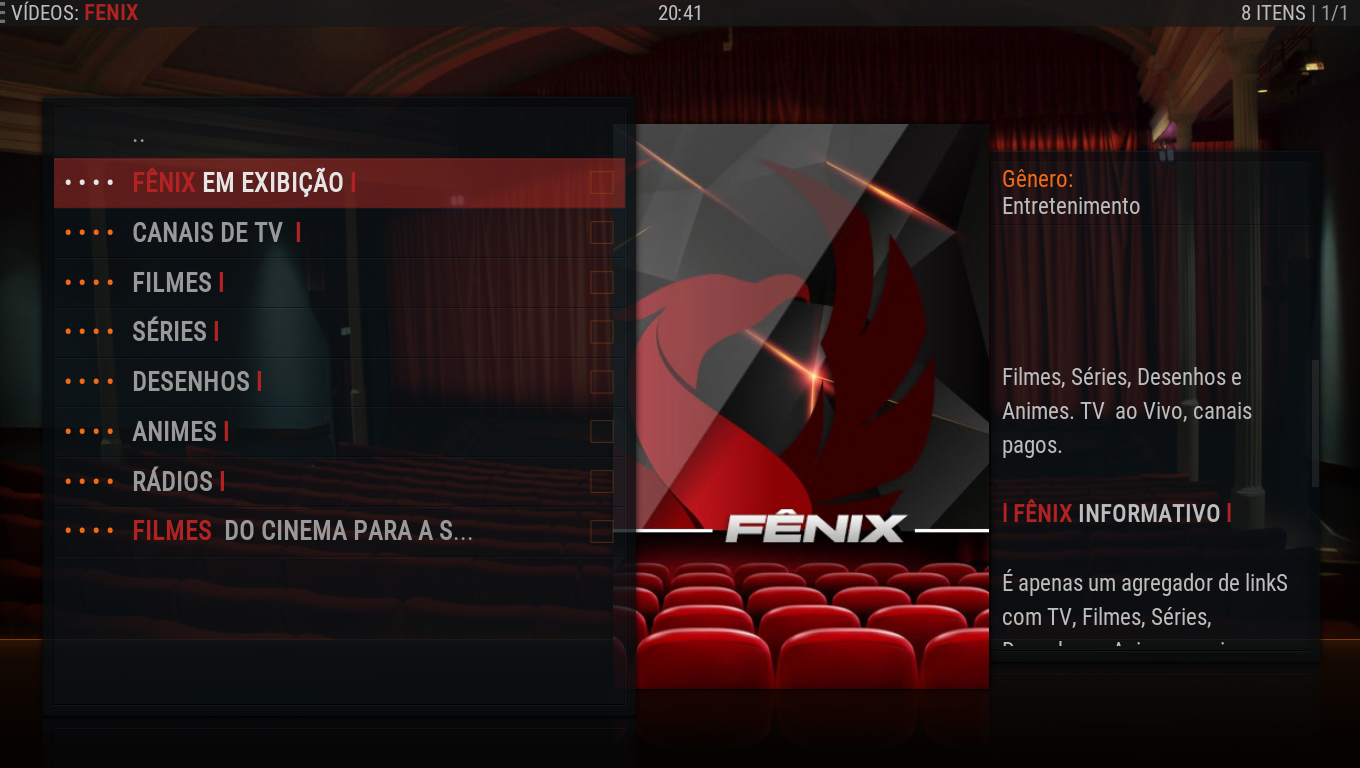 VÍDEOS: FENIX
20:41
8 ITENS | 1/1
..
FÊNIX EM EXIBIÇÃO |
CANAIS DE TV |
FILMES |
SÉRIES |
DESENHOS |
ANIMES |
RÁDIOS |
FILMES DO CINEMA PARA A S...
FÊNIX
Gênero:
Entretenimento
Filmes, Séries, Desenhos e
Animes. TV ao Vivo, canais
pagos.
| FÊNIX INFORMATIVO |
É apenas um agregador de linkS
com TV, Filmes, Séries,